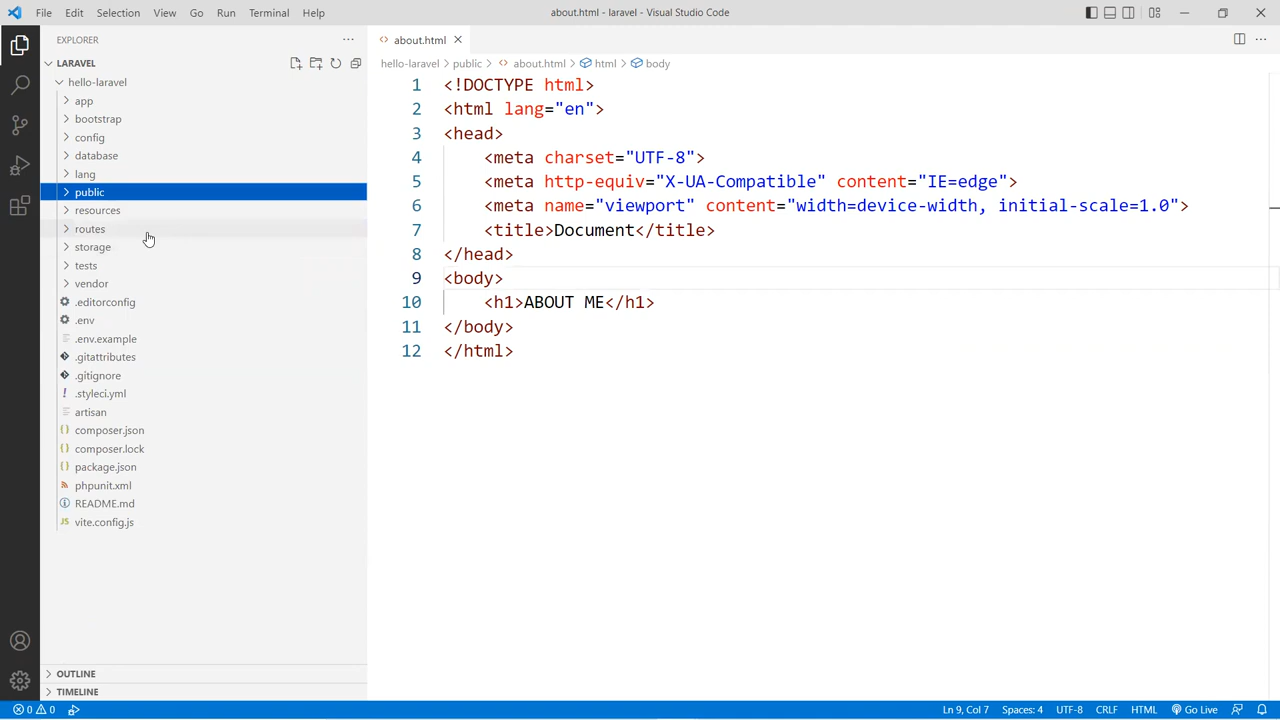 File Edit Selection View Go Run Terminal Help about.html - laravel - Visual Studio Code
EXPLORER
LARAVEL
hello-laravel
app
bootstrap
config
database
lang
public
resources
routes
storage
tests
vendor
.editorconfig
.env
.env.example
.gitattributes
.gitignore
.styleci.yml
artisan
composer.json
composer.lock
package.json
phpunit.xml
README.md
vite.config.js
OUTLINE
TIMELINE
about.html
hello-laravel > public > about.html > html > body
1 <!DOCTYPE html>
2 <html lang="en">
3 <head>
4 <meta charset="UTF-8">
5 <meta http-equiv="X-UA-Compatible" content="IE=edge">
6 <meta name="viewport" content="width=device-width, initial-scale=1.0">
7 <title>Document</title>
8 </head>
9 <body>
10 <h1>ABOUT ME</h1>
11 </body>
12 </html>
0 0 Ln 9, Col 7 Spaces: 4 UTF-8 CRLF HTML Go Live